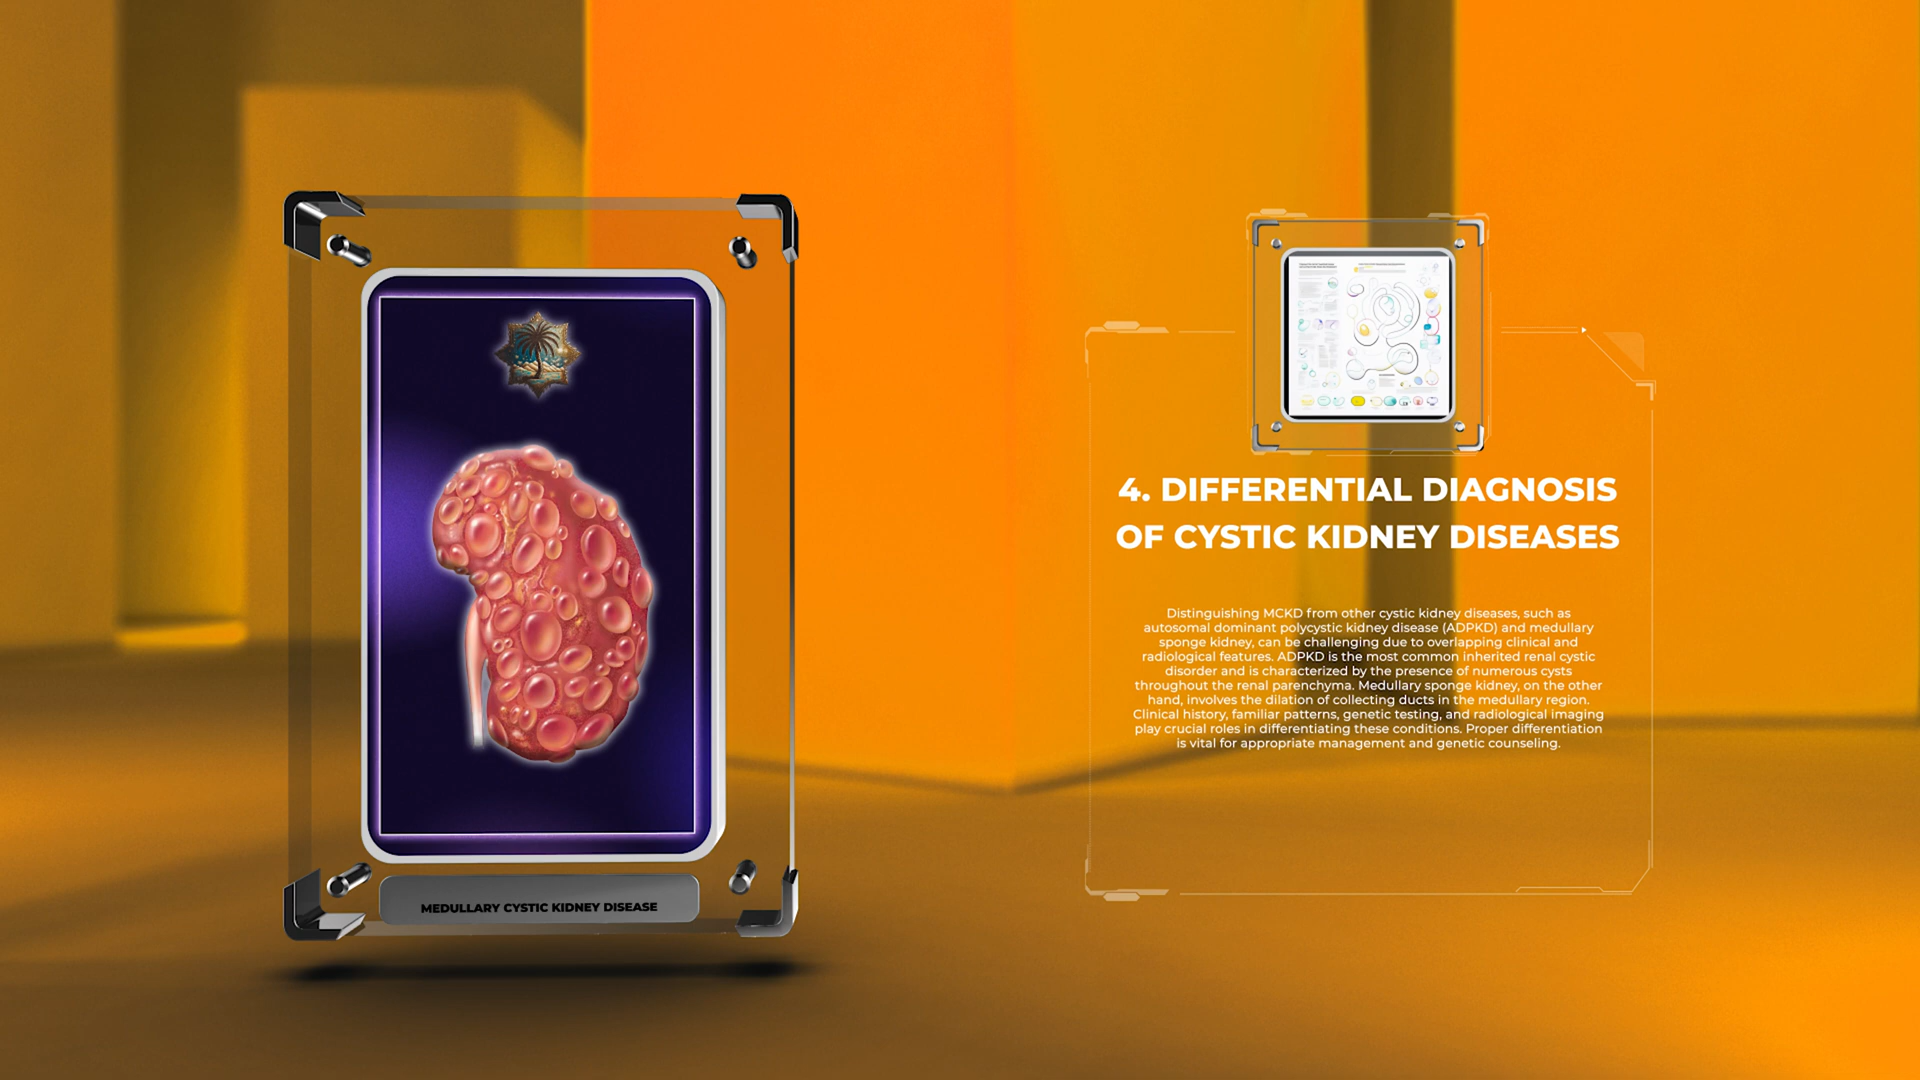 MEDULLARY CYSTIC KIDNEY DISEASE
4. DIFFERENTIAL DIAGNOSIS
OF CYSTIC KIDNEY DISEASES
Distinguishing MCKD from other cystic kidney diseases, such as
autosomal dominant polycystic kidney disease (ADPKD) and medullary
sponge kidney, can be challenging due to overlapping clinical and
radiological features. ADPKD is the most common inherited renal cystic
disorder and is characterized by the presence of numerous cysts
throughout the renal parenchyma. Medullary sponge kidney, on the other
hand, involves the dilation of collecting ducts in the medullary region.
Clinical history, familiar patterns, genetic testing, and radiological imaging
play crucial roles in differentiating these conditions. Proper differentiation
is vital for appropriate management and genetic counseling.